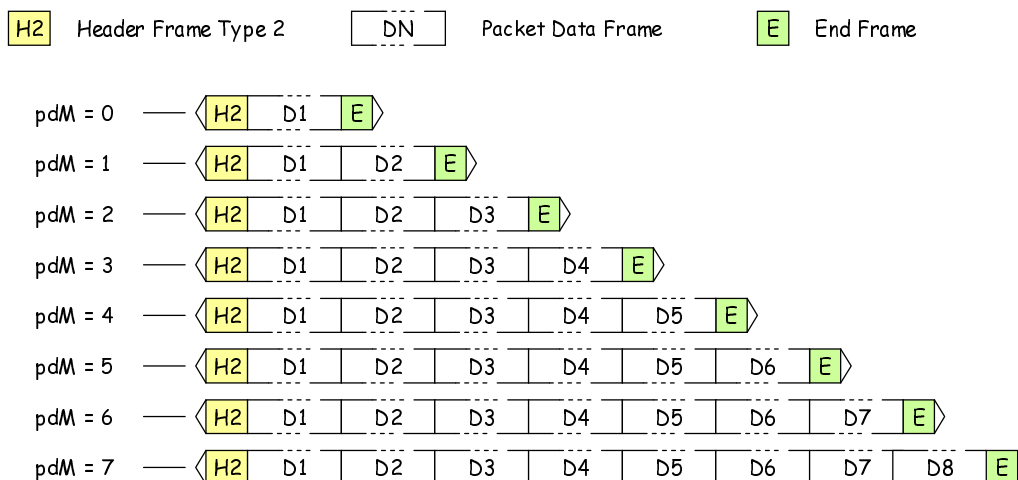 H2 Header Frame Type 2 DN Packet Data Frame E End Frame
pdM = 0 H2 D1 E
pdM = 1 H2 D1 D2 E
pdM = 2 H2 D1 D2 D3 E
pdM = 3 H2 D1 D2 D3 D4 E
pdM = 4 H2 D1 D2 D3 D4 D5 E
pdM = 5 H2 D1 D2 D3 D4 D5 D6 E
pdM = 6 H2 D1 D2 D3 D4 D5 D6 D7 E
pdM = 7 H2 D1 D2 D3 D4 D5 D6 D7 D8 E